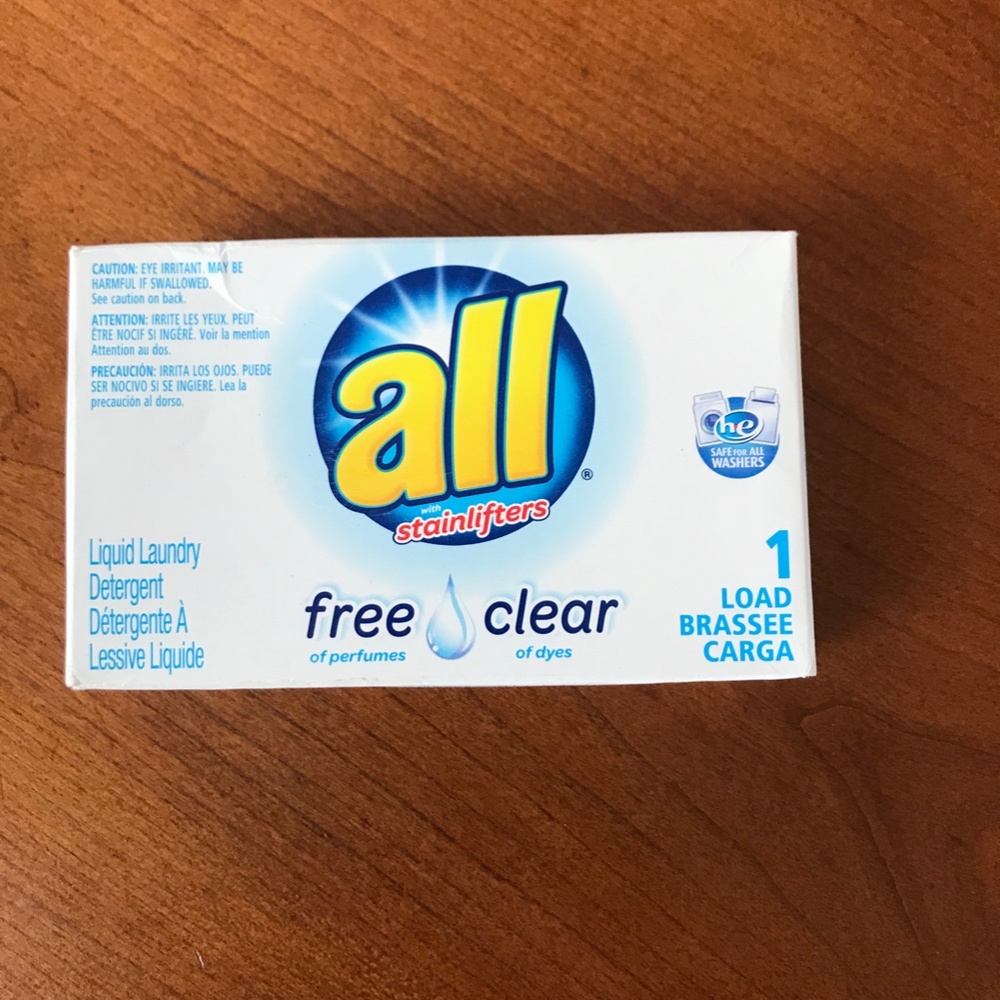 CAUTION: EYE IRRITANT. MAY BE
HARMFUL IF SWALLOWED.
See caution on back.
ATTENTION: IRRITE LES YEUX. PEUT
ÊTRE NOCIF SI INGÉRÉ. Voir la mention
Attention au dos.
PRECAUCIÓN: IRRITA LOS OJOS. PUEDE
SER NOCIVO SI SE INGIERE. Lea la
precaución al dorso.
all
®
with
stainlifters
he
SAFE FOR ALL
WASHERS
Liquid Laundry
Detergent
Détergente À
Lessive Liquide
free clear
of perfumes of dyes
1
LOAD
BRASSEE
CARGA